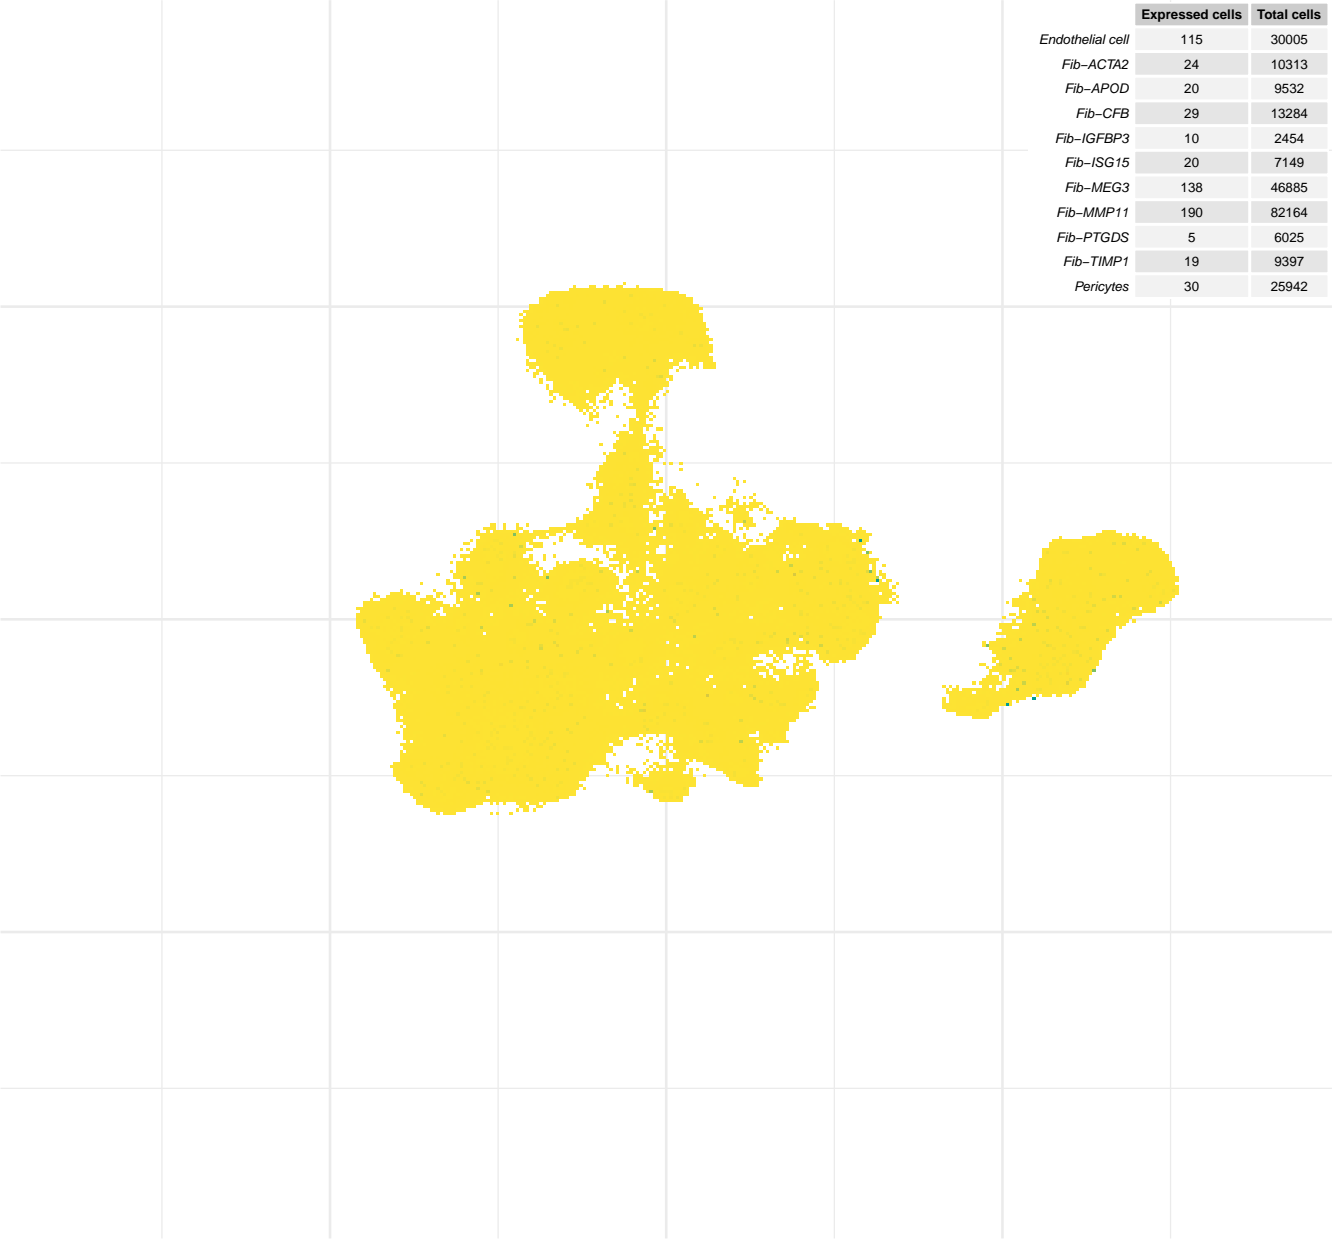 Expressed cells Total cells
Endothelial cell 115 30005
Fib−ACTA2 24 10313
Fib−APOD 20 9532
Fib−CFB 29 13284
Fib−IGFBP3 10 2454
Fib−ISG15 20 7149
Fib−MEG3 138 46885
Fib−MMP11 190 82164
Fib−PTGDS 5 6025
Fib−TIMP1 19 9397
Pericytes 30 25942